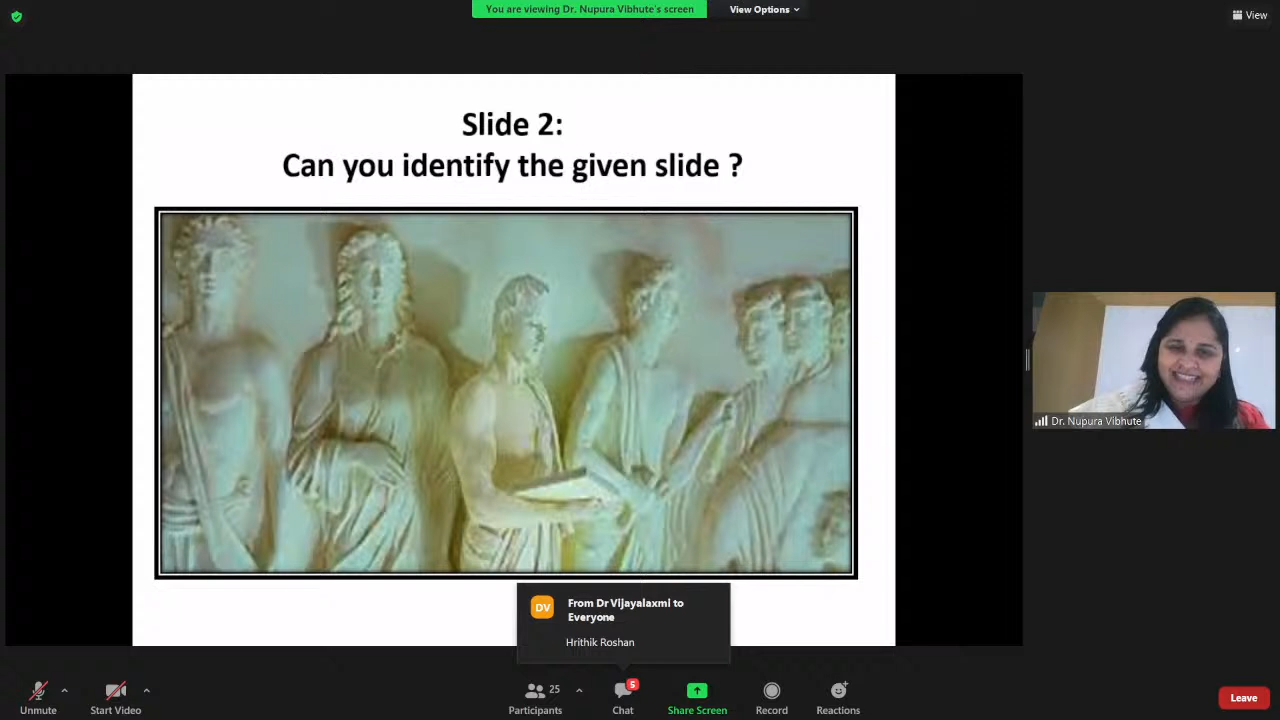 You are viewing Dr. Nupura Vibhute's screen
View Options
View
Slide 2:
Can you identify the given slide ?
Dr. Nupura Vibhute
DV
From Dr Vijayalaxmi to
Everyone
Hrithik Roshan
25
5
Unmute
Start Video
Participants
Chat
Share Screen
Record
Reactions
Leave